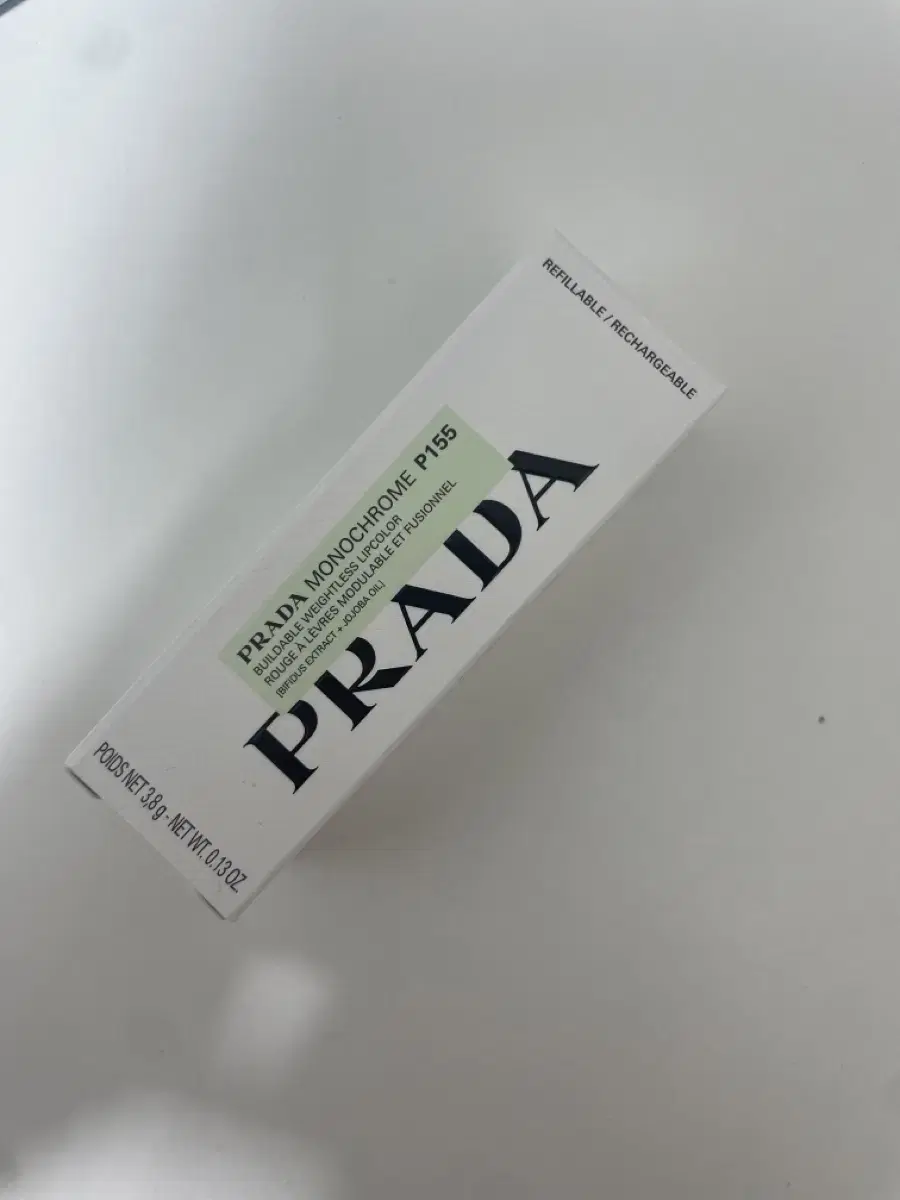 REFILLABLE / RECHARGEABLE
PRADA MONOCHROME P155
BUILDABLE WEIGHTLESS LIPCOLOR
ROUGE À LÈVRES MODULABLE ET FUSIONNEL
[BIFIDUS EXTRACT + JOJOBA OIL]
PRADA
POIDS NET 3,8 g - NET WT. 0.13 OZ